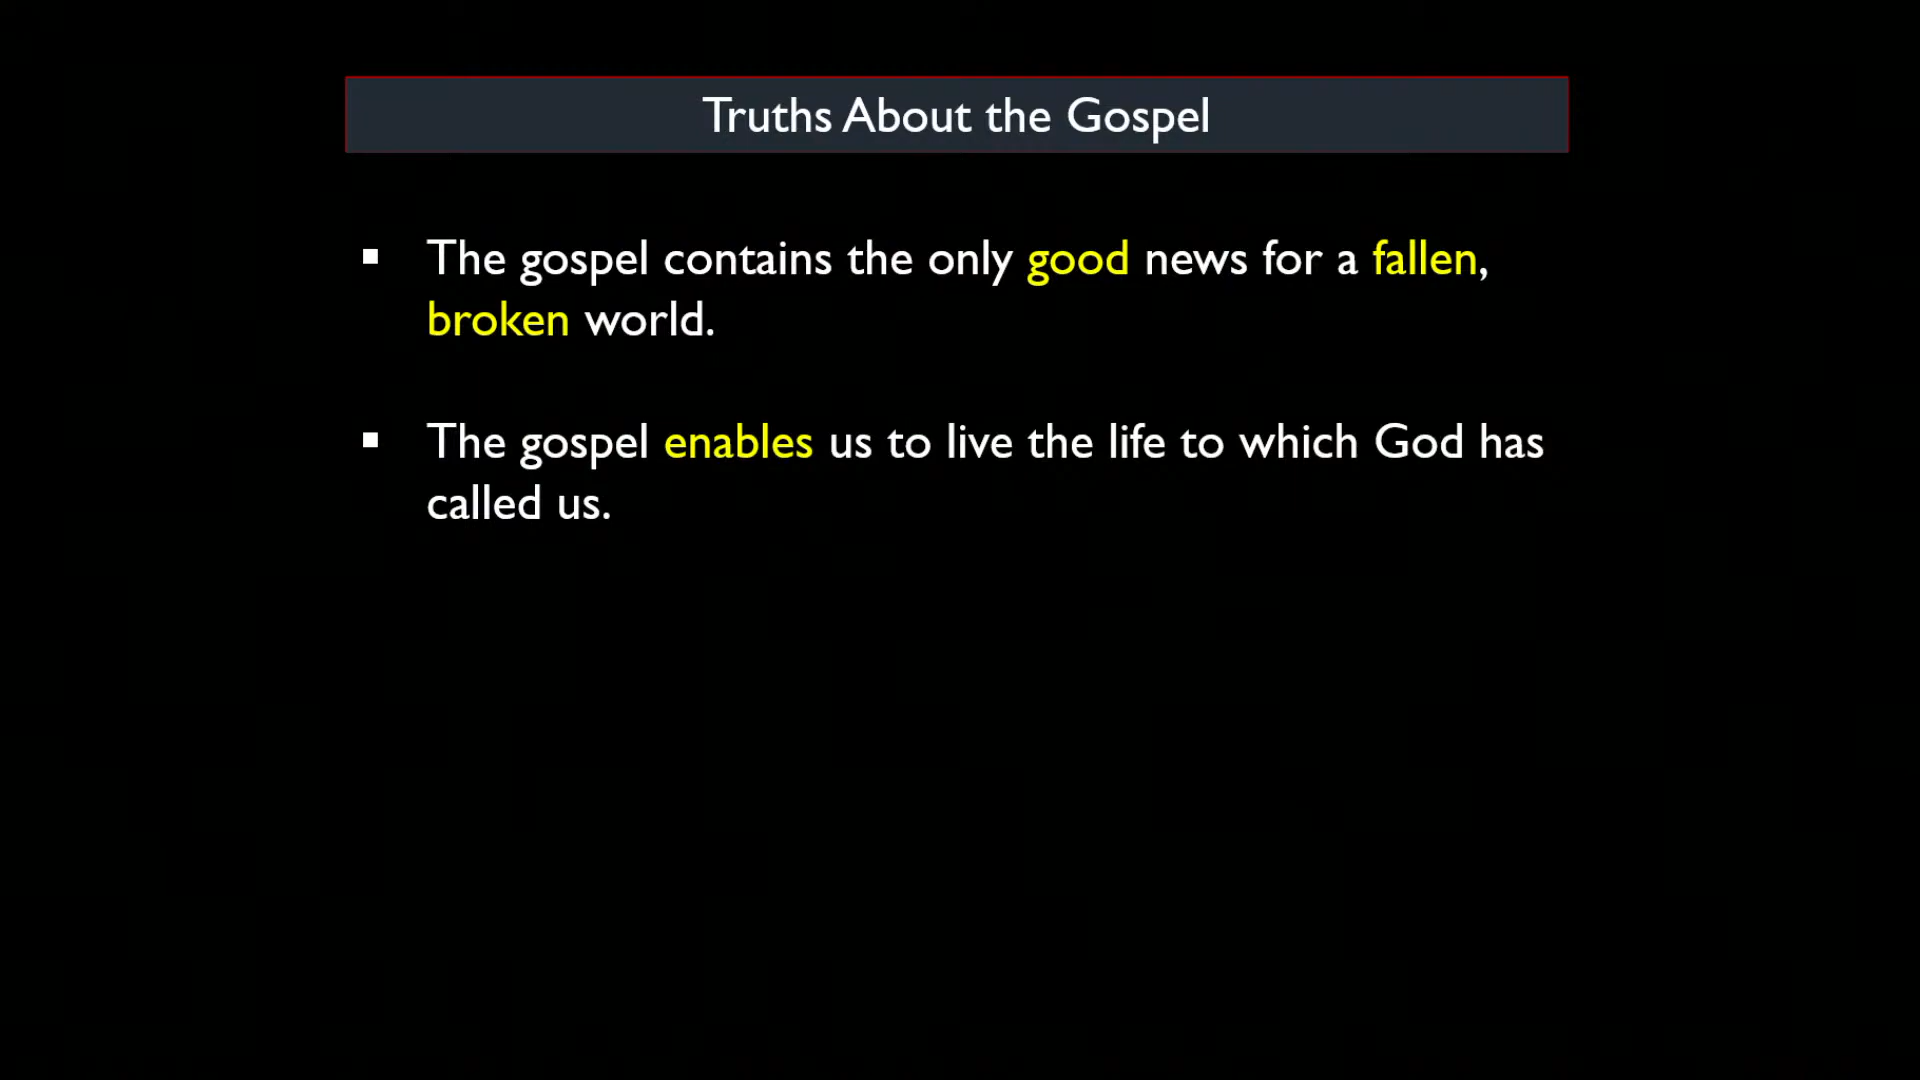 Truths About the Gospel
▪ The gospel contains the only good news for a fallen,
broken world.
▪ The gospel enables us to live the life to which God has
called us.